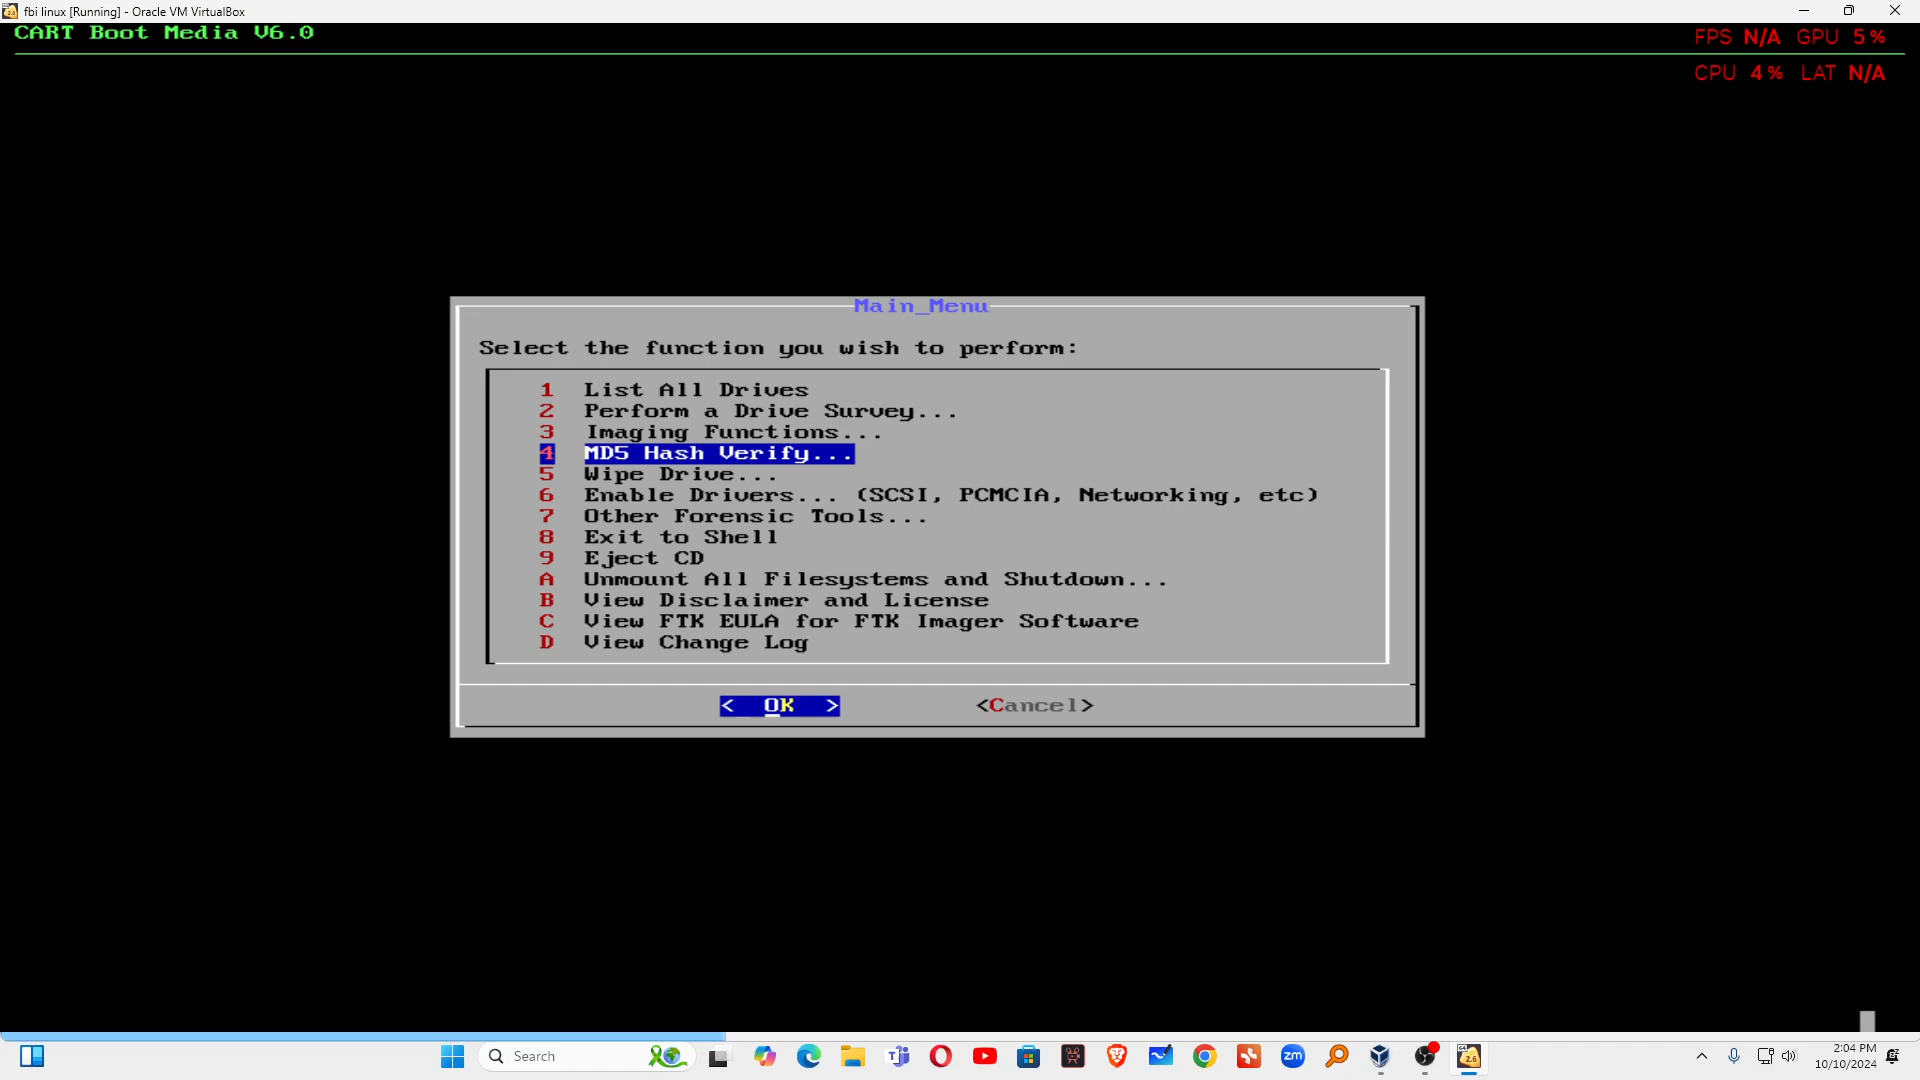 fbi linux [Running] - Oracle VM VirtualBox
CART Boot Media V6.0
FPS N/A GPU 5 %
CPU 4 % LAT N/A
Main_Menu
Select the function you wish to perform:
1 List All Drives
2 Perform a Drive Survey...
3 Imaging Functions...
4 MD5 Hash Verify...
5 Wipe Drive...
6 Enable Drivers... (SCSI, PCMCIA, Networking, etc)
7 Other Forensic Tools...
8 Exit to Shell
9 Eject CD
A Unmount All Filesystems and Shutdown...
B View Disclaimer and License
C View FTK EULA for FTK Imager Software
D View Change Log
< OK > <Cancel>
Search
zm
2.6
2:04 PM
10/10/2024